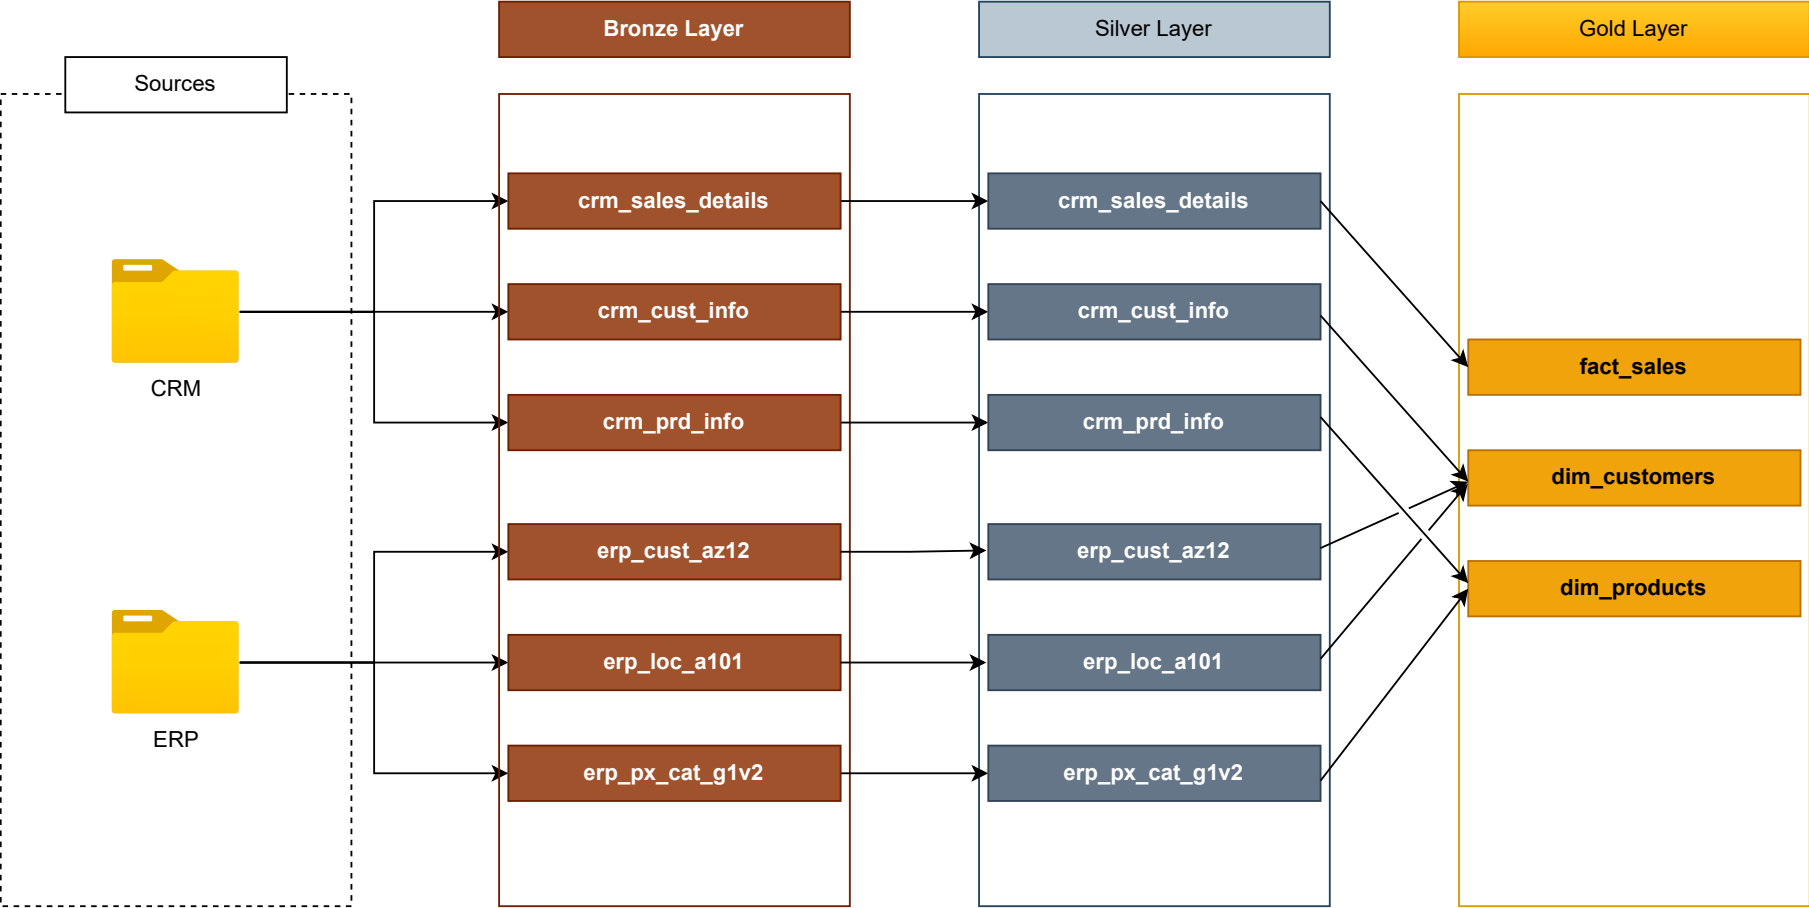 Bronze Layer
Silver Layer
Gold Layer
Sources
crm_sales_details
crm_sales_details
crm_cust_info
crm_cust_info
fact_sales
CRM
crm_prd_info
crm_prd_info
dim_customers
erp_cust_az12
erp_cust_az12
dim_products
erp_loc_a101
erp_loc_a101
ERP
erp_px_cat_g1v2
erp_px_cat_g1v2